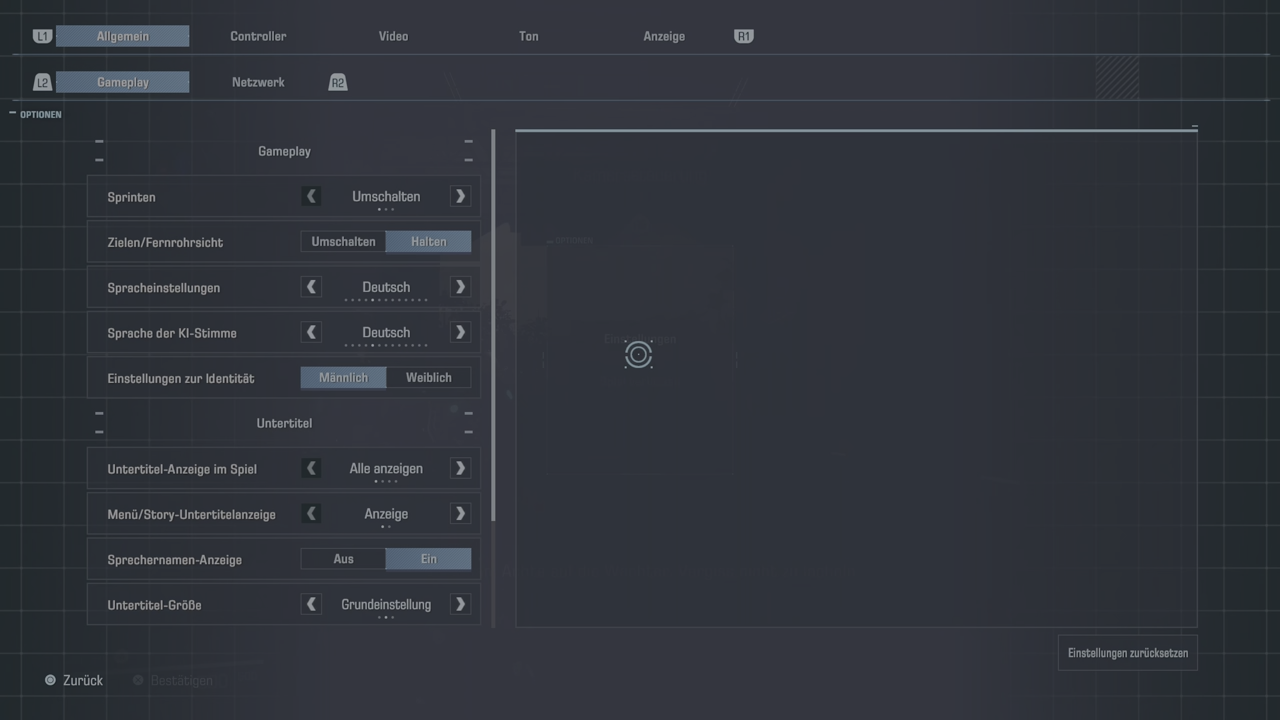 L1 Allgemein Controller Video Ton Anzeige R1
L2 Gameplay Netzwerk R2
OPTIONEN
Gameplay
Sprinten Umschalten
Zielen/Fernrohrsicht Umschalten Halten
OPTIONEN
Spracheinstellungen Deutsch
Sprache der KI-Stimme Deutsch
Einstellungen
Einstellungen zur Identität Männlich Weiblich
Untertitel
Untertitel-Anzeige im Spiel Alle anzeigen
Menü/Story-Untertitelanzeige Anzeige
Sprechernamen-Anzeige Aus Ein
Untertitel-Größe Grundeinstellung
Einstellungen zurücksetzen
Zurück Bestätigen